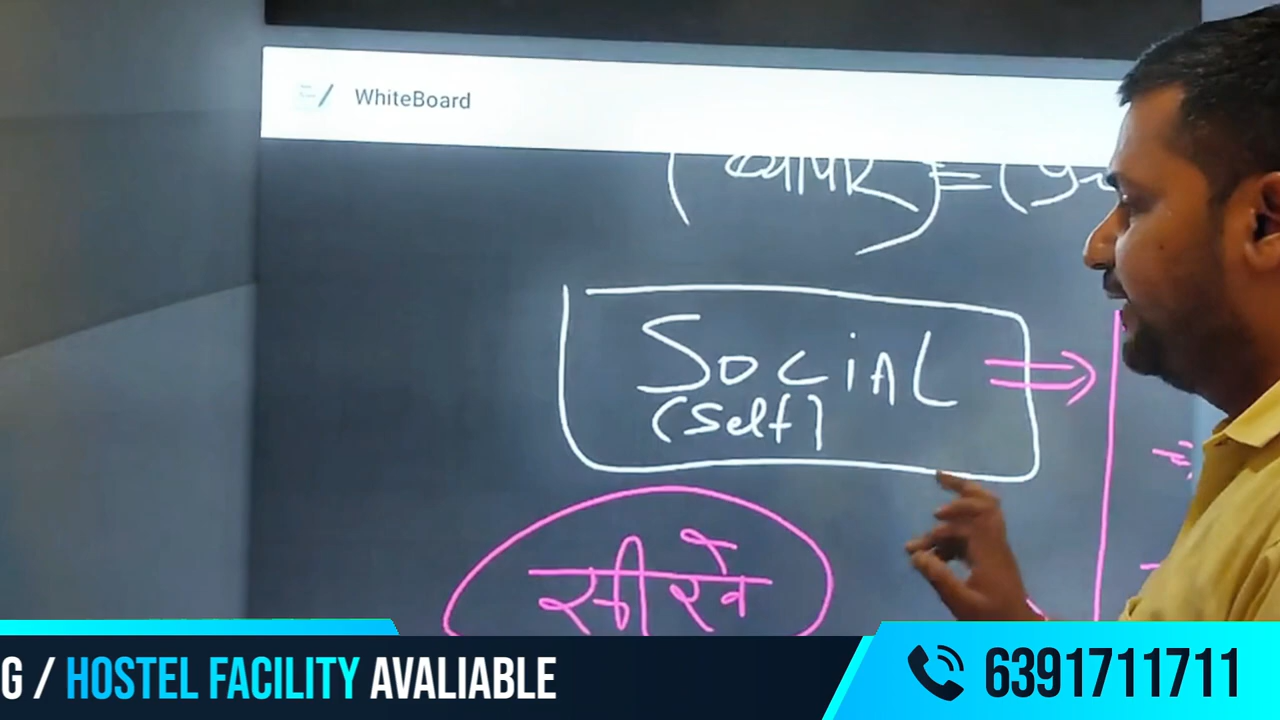 WhiteBoard
SOCIAL
(Self)
सीखे
G / HOSTEL FACILITY AVALIABLE
6391711711